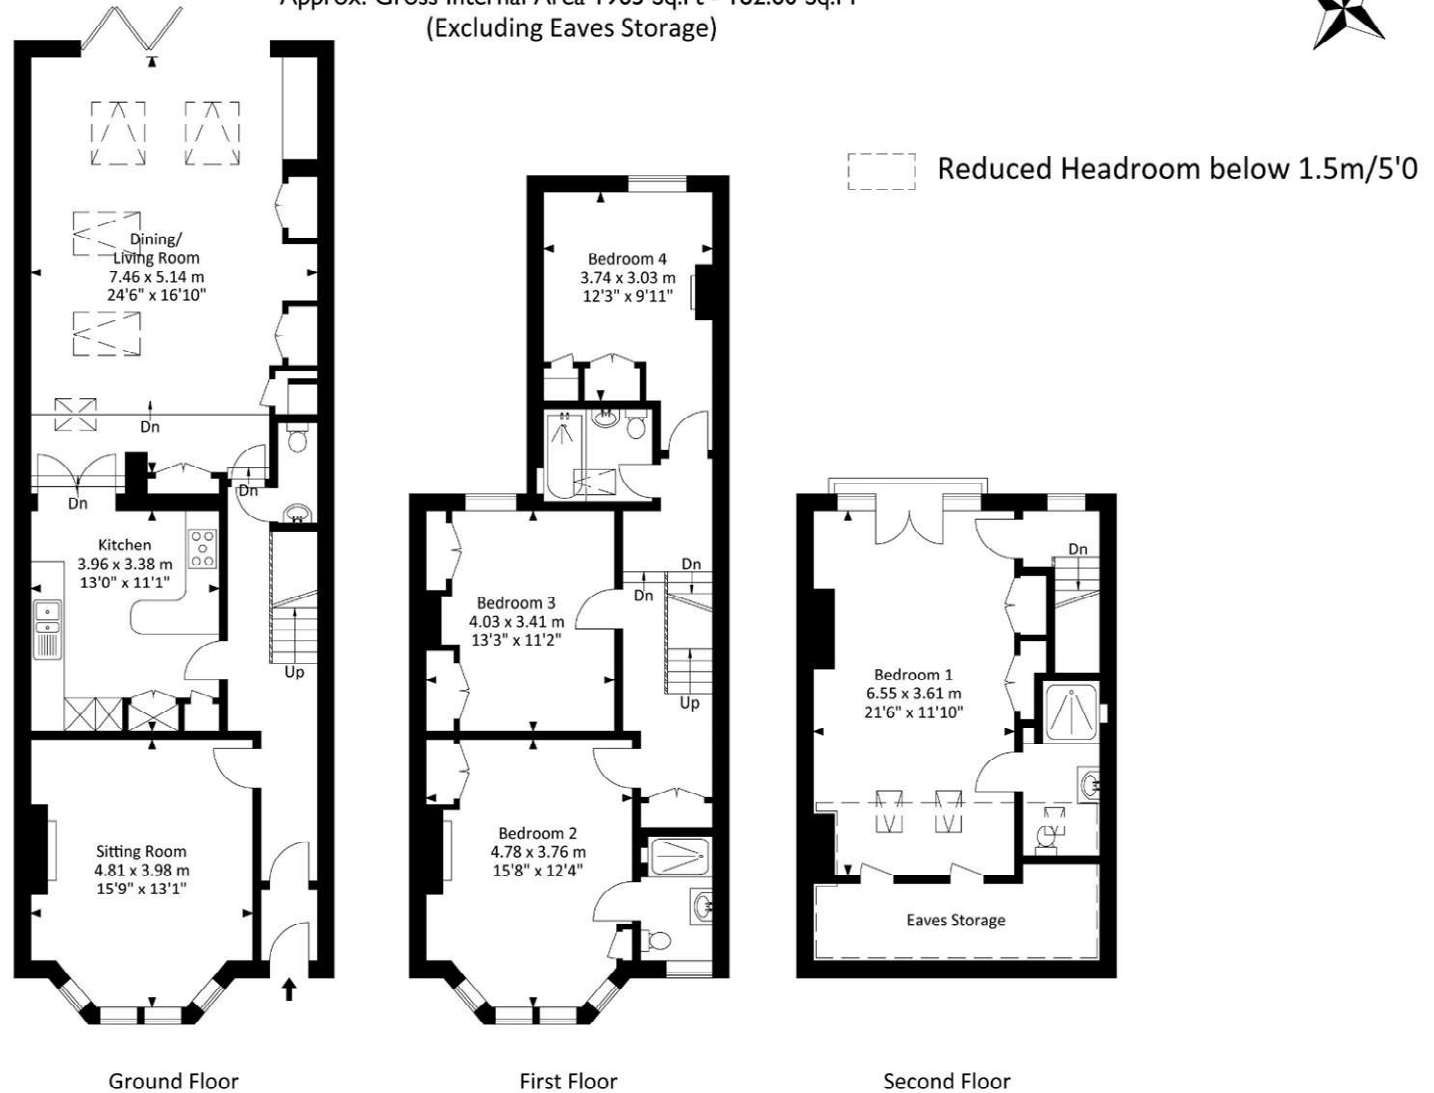 (Excluding Eaves Storage)
Reduced Headroom below 1.5m/5'0
Dining/
Living Room
7.46 x 5.14 m
24'6" x 16'10"
Dn
Dn
Dn
Kitchen
3.96 x 3.38 m
13'0" x 11'1"
Up
Sitting Room
4.81 x 3.98 m
15'9" x 13'1"
Ground Floor
Bedroom 4
3.74 x 3.03 m
12'3" x 9'11"
Dn
Dn
Bedroom 3
4.03 x 3.41 m
13'3" x 11'2"
Up
Bedroom 2
4.78 x 3.76 m
15'8" x 12'4"
First Floor
Dn
Bedroom 1
6.55 x 3.61 m
21'6" x 11'10"
Eaves Storage
Second Floor